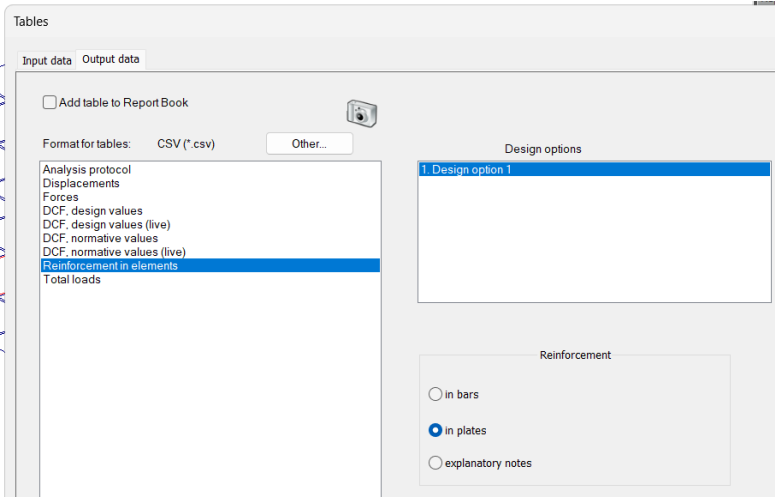 Tables
Input data Output data
Add table to Report Book
Format for tables: CSV (*.csv) Other...
Design options
Analysis protocol
Displacements
Forces
DCF, design values
DCF, design values (live)
DCF, normative values
DCF, normative values (live)
Reinforcement in elements
Total loads
1. Design option 1
Reinforcement
in bars
in plates
explanatory notes